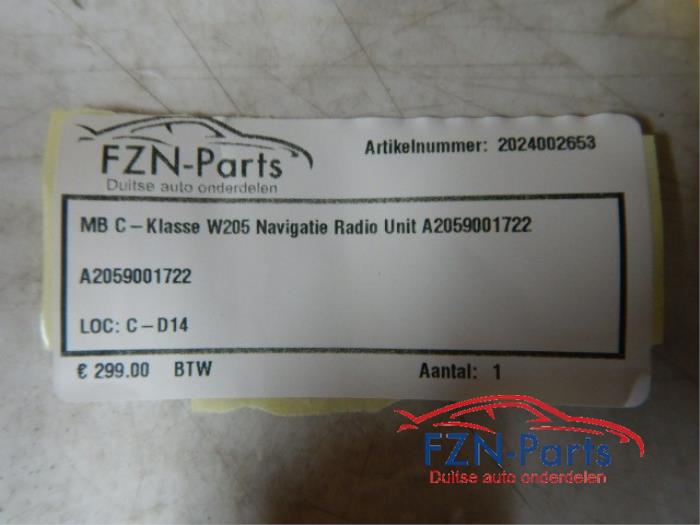 FZN-Parts
Duitse auto onderdelen
Artikelnummer: 2024002653
MB C-Klasse W205 Navigatie Radio Unit A2059001722
A2059001722
LOC: C-D14
€ 299.00 BTW
Aantal: 1
FZN-Parts
Duitse auto onderdelen